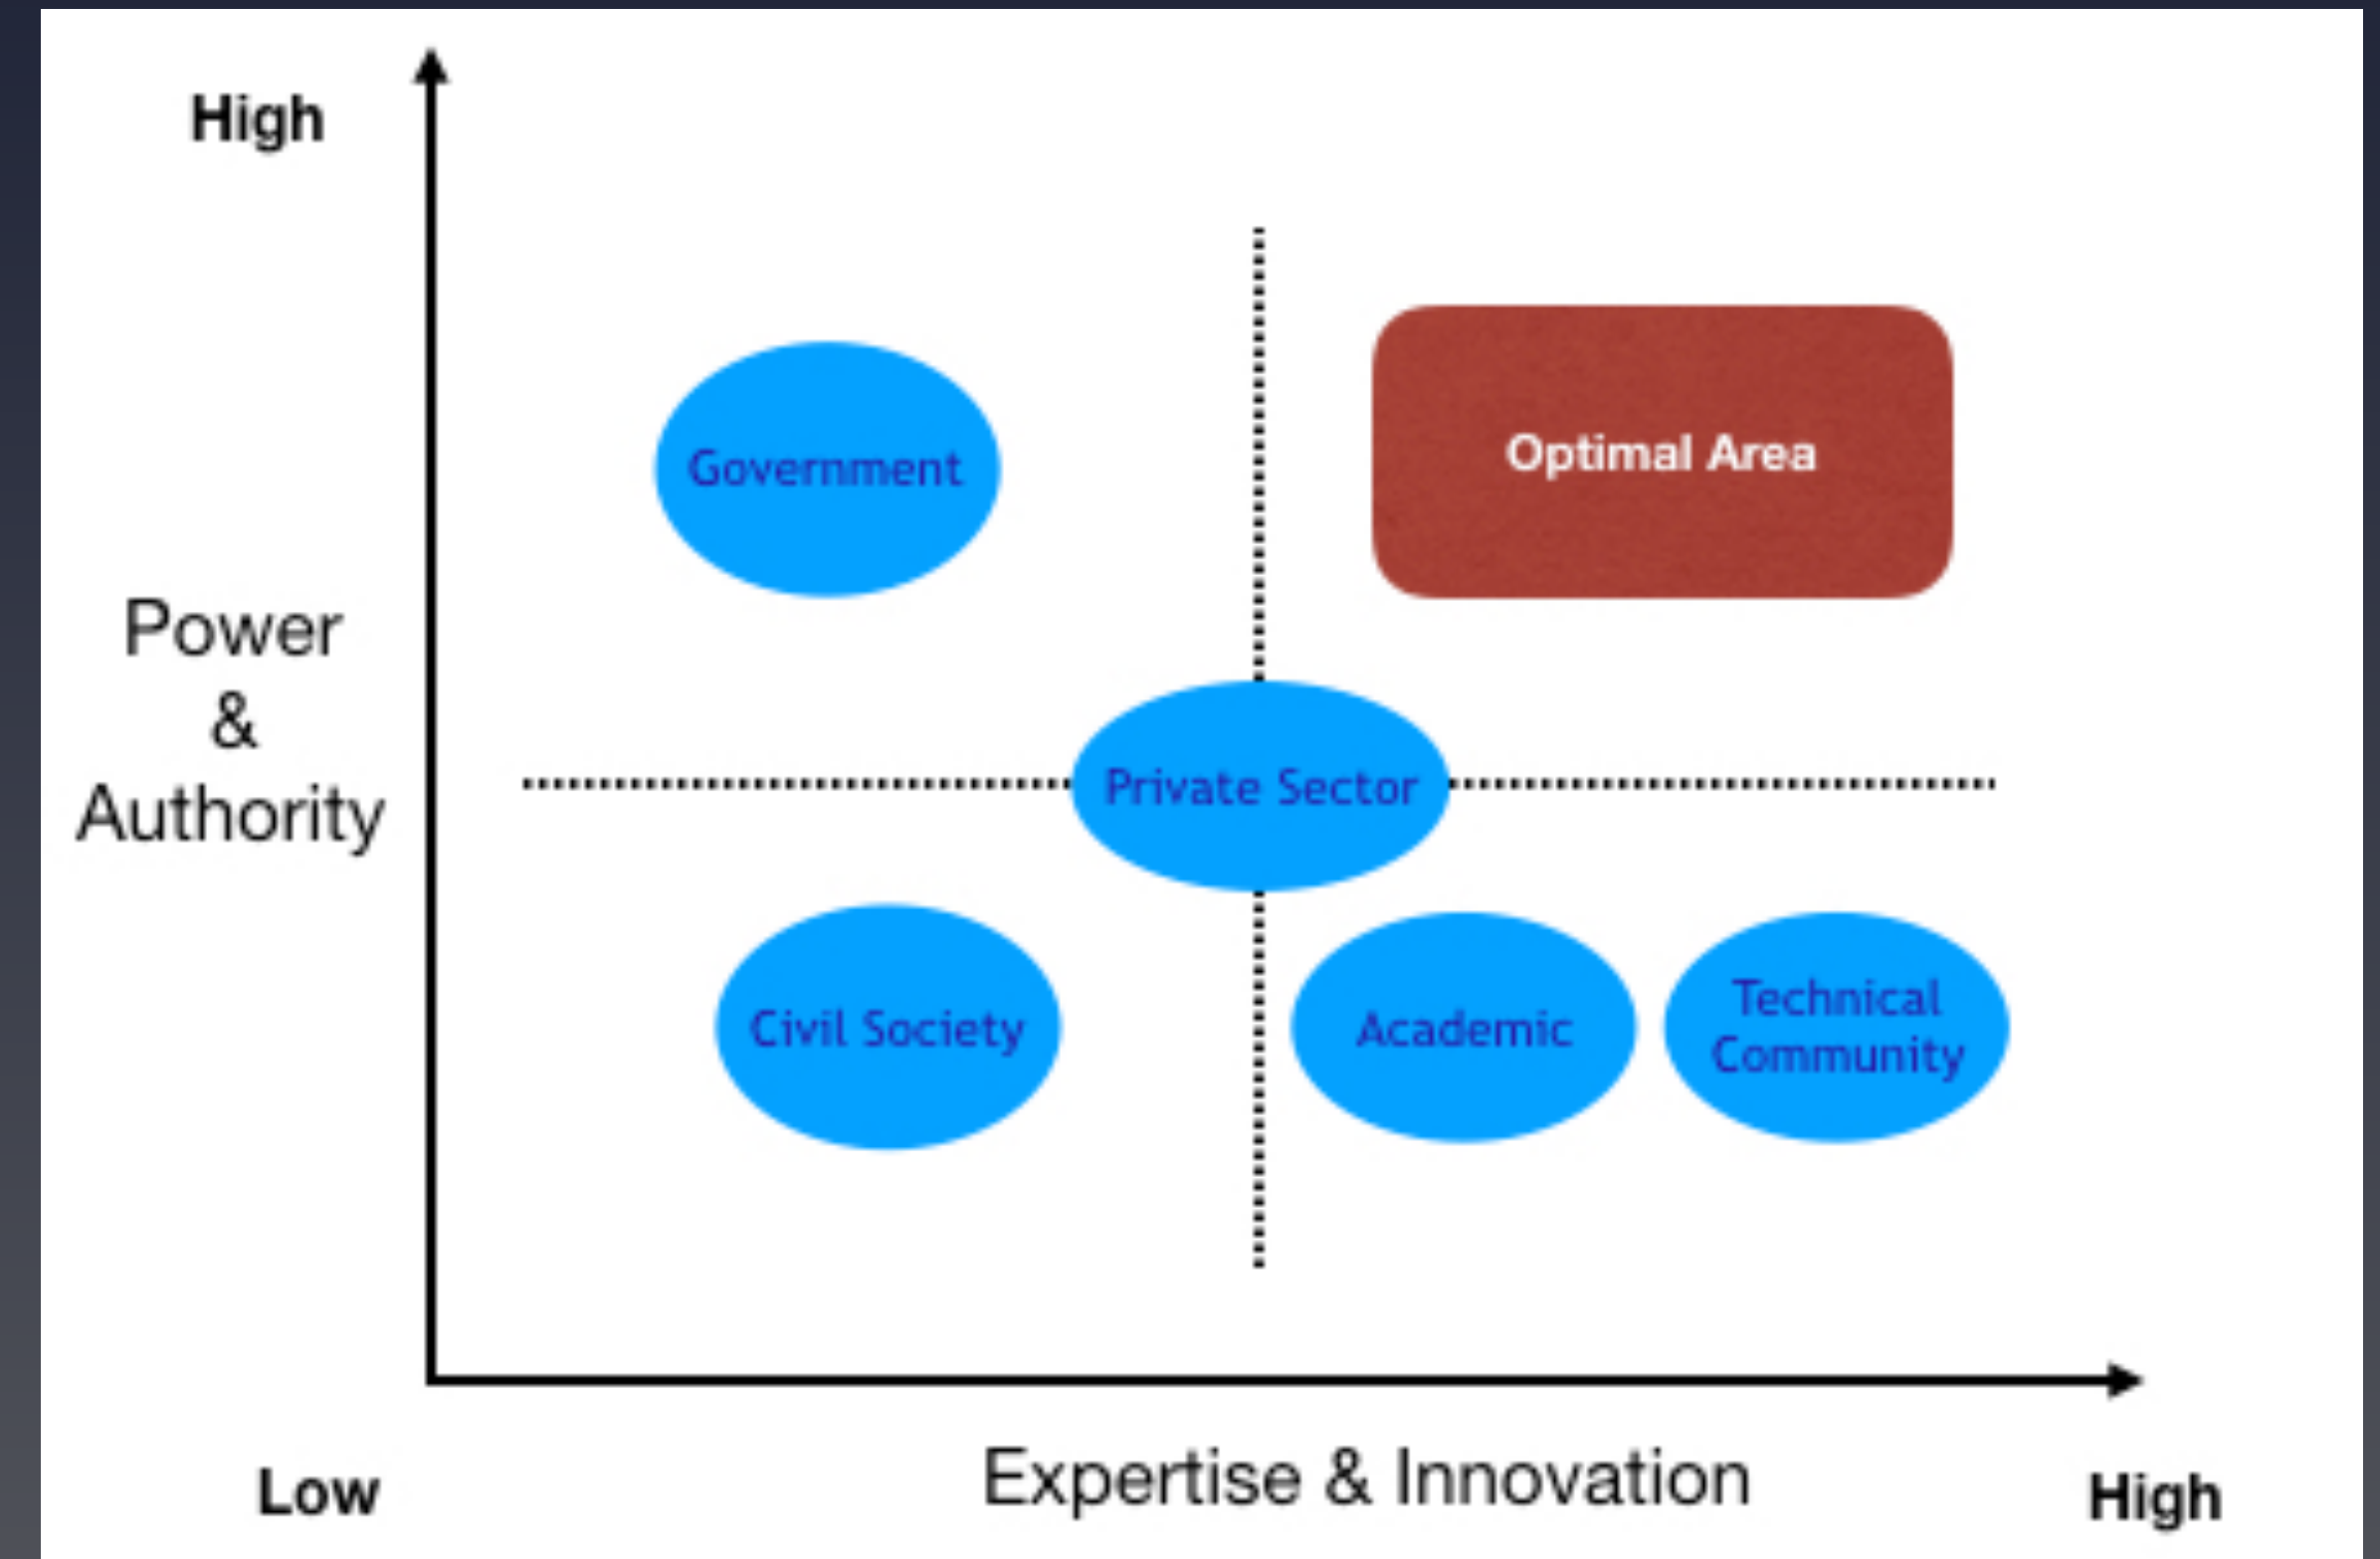 High
Government
Optimal Area
Power
&
Authority
Private Sector
Civil Society
Academic
Technical
Community
Low
Expertise & Innovation
High